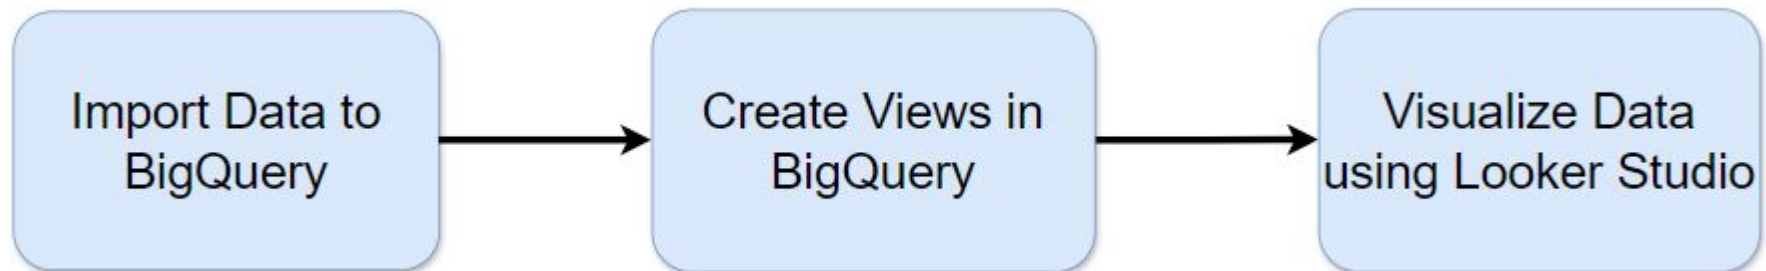 Import Data to
BigQuery
Create Views in
BigQuery
Visualize Data
using Looker Studio